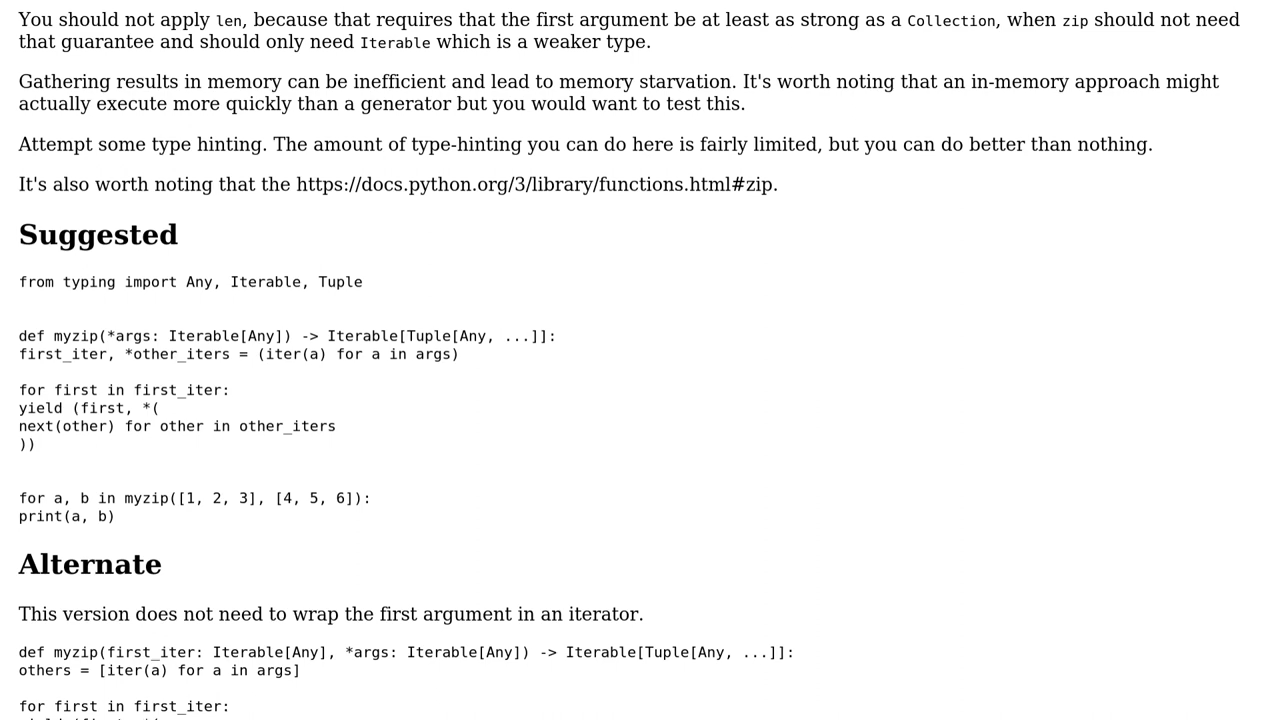 You should not apply len, because that requires that the first argument be at least as strong as a Collection, when zip should not need
that guarantee and should only need Iterable which is a weaker type.
Gathering results in memory can be inefficient and lead to memory starvation. It's worth noting that an in-memory approach might
actually execute more quickly than a generator but you would want to test this.
Attempt some type hinting. The amount of type-hinting you can do here is fairly limited, but you can do better than nothing.
It's also worth noting that the https://docs.python.org/3/library/functions.html#zip.
Suggested
from typing import Any, Iterable, Tuple
def myzip(*args: Iterable[Any]) -> Iterable[Tuple[Any, ...]]:
first_iter, *other_iters = (iter(a) for a in args)
for first in first_iter:
yield (first, *(
next(other) for other in other_iters
))
for a, b in myzip([1, 2, 3], [4, 5, 6]):
print(a, b)
Alternate
This version does not need to wrap the first argument in an iterator.
def myzip(first_iter: Iterable[Any], *args: Iterable[Any]) -> Iterable[Tuple[Any, ...]]:
others = [iter(a) for a in args]
for first in first_iter: